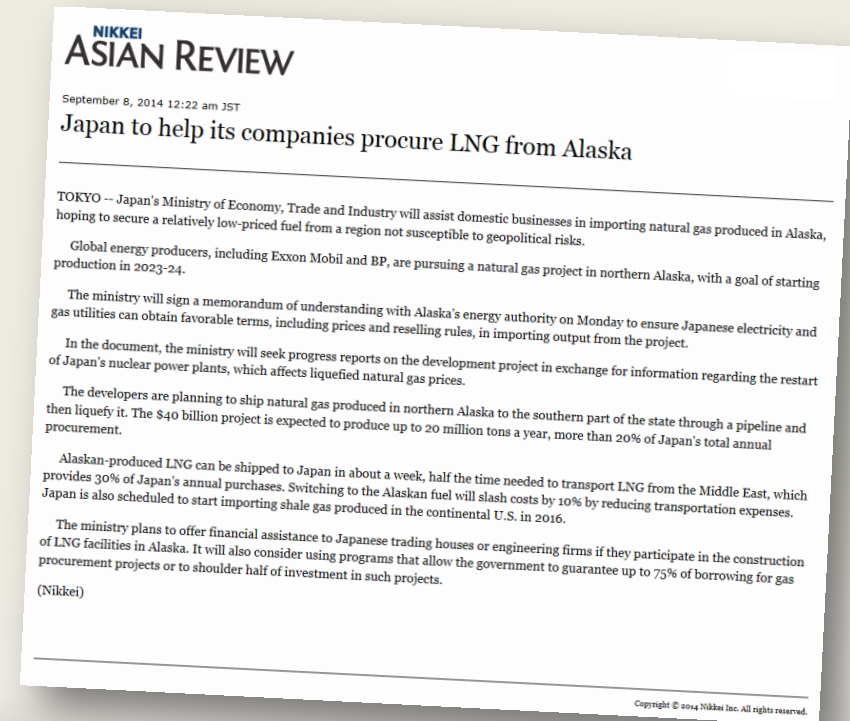 NIKKEI
ASIAN REVIEW
September 8, 2014 12:22 am JST
Japan to help its companies procure LNG from Alaska
TOKYO -- Japan's Ministry of Economy, Trade and Industry will assist domestic businesses in importing natural gas produced in Alaska,
hoping to secure a relatively low-priced fuel from a region not susceptible to geopolitical risks.
Global energy producers, including Exxon Mobil and BP, are pursuing a natural gas project in northern Alaska, with a goal of starting
production in 2023-24.
The ministry will sign a memorandum of understanding with Alaska's energy authority on Monday to ensure Japanese electricity and
gas utilities can obtain favorable terms, including prices and reselling rules, in importing output from the project.
In the document, the ministry will seek progress reports on the development project in exchange for information regarding the restart
of Japan's nuclear power plants, which affects liquefied natural gas prices.
The developers are planning to ship natural gas produced in northern Alaska to the southern part of the state through a pipeline and
then liquefy it. The $40 billion project is expected to produce up to 20 million tons a year, more than 20% of Japan's total annual
procurement.
Alaskan-produced LNG can be shipped to Japan in about a week, half the time needed to transport LNG from the Middle East, which
provides 30% of Japan's annual purchases. Switching to the Alaskan fuel will slash costs by 10% by reducing transportation expenses.
Japan is also scheduled to start importing shale gas produced in the continental U.S. in 2016.
The ministry plans to offer financial assistance to Japanese trading houses or engineering firms if they participate in the construction
of LNG facilities in Alaska. It will also consider using programs that allow the government to guarantee up to 75% of borrowing for gas
procurement projects or to shoulder half of investment in such projects.
(Nikkei)
Copyright © 2014 Nikkei Inc. All rights reserved.